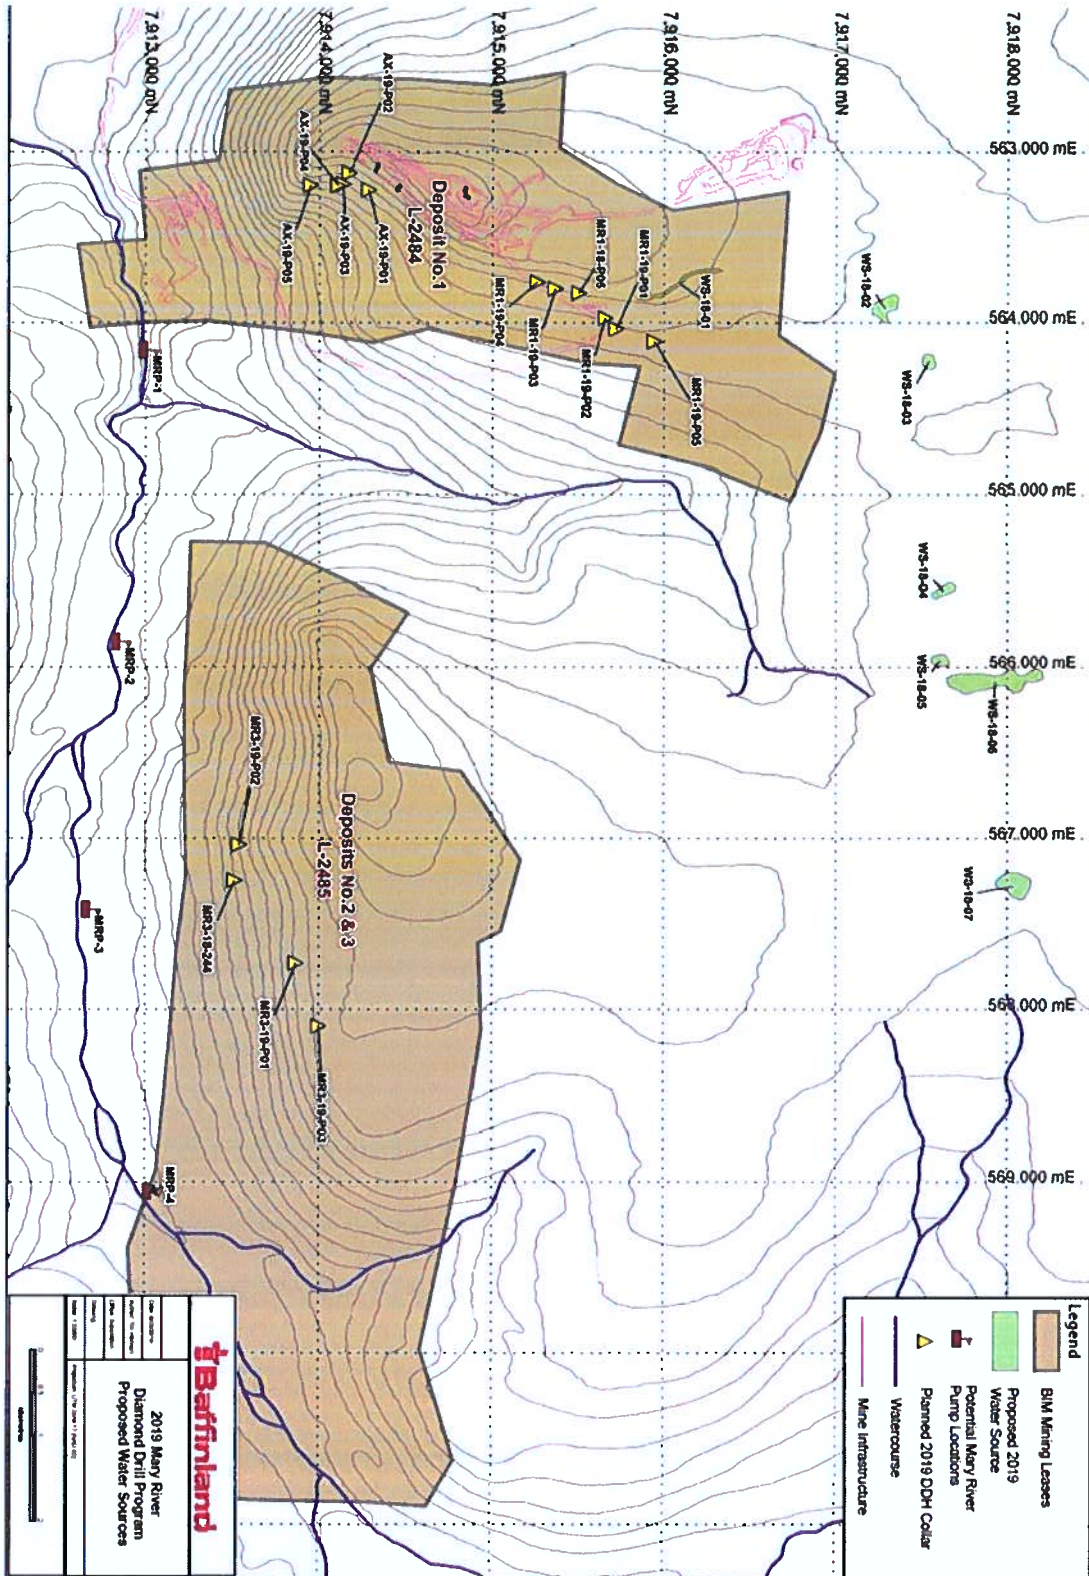 7,913,000 mN
7,914,000 mN
7,915,000 mN
7,916,000 mN
7,917,000 mN
7,918,000 mN
563,000 mE
564,000 mE
565,000 mE
566,000 mE
567,000 mE
568,000 mE
569,000 mE
AX-19-P02
AX-19-P04
AX-19-P05
AX-19-P03
AX-19-P01
Deposit No.1
L-2484
MR1-18-P06
MR1-19-P01
WS-18-01
MR1-19-P04
MR1-19-P03
MR1-19-P02
MR1-19-P05
WS-18-02
WS-18-03
WS-18-04
WS-18-05
WS-18-06
WS-18-07
MRP-1
MRP-2
MRP-3
MRP-4
MR3-19-P02
MR3-18-244
MR3-19-P01
MR3-19-P03
Deposits No.2 & 3
L-2485
Legend
BIM Mining Leases
Proposed 2019
Water Source
Potential Mary River
Pump Locations
Planned 2019 DDH Collar
Watercourse
Mine Infrastructure
Baffinland
2019 Mary River
Diamond Drill Program
Proposed Water Sources